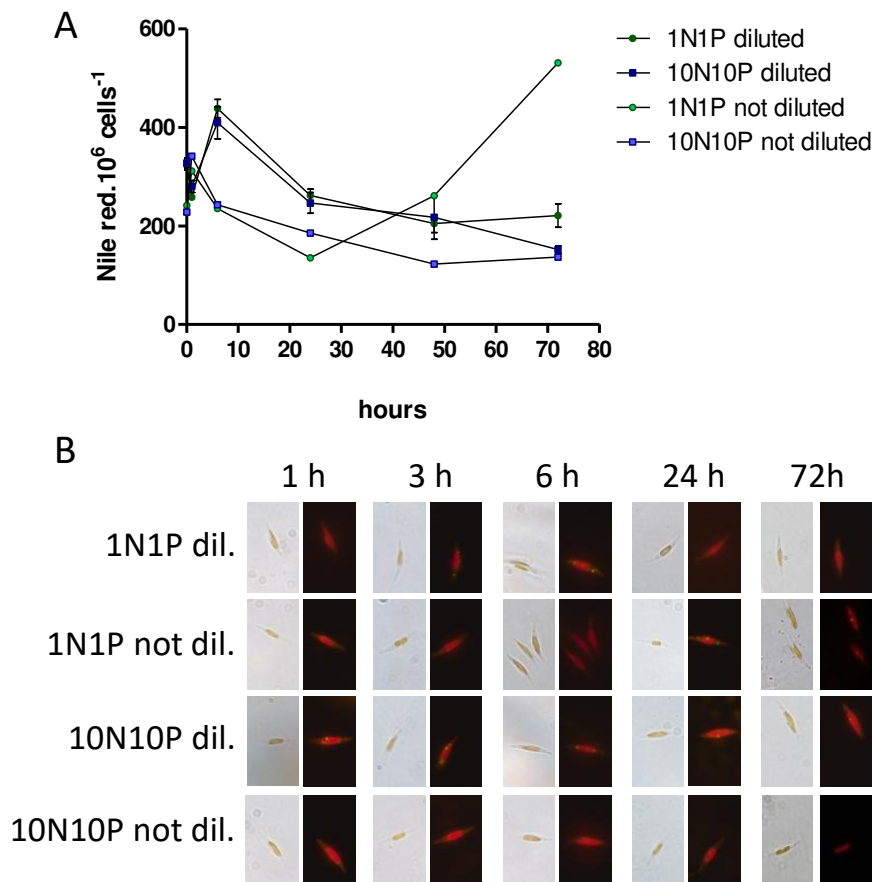 A
600
400
200
0
Nile red.10⁶ cells⁻¹
0 10 20 30 40 50 60 70 80
hours
1N1P diluted
10N10P diluted
1N1P not diluted
10N10P not diluted
B
1 h 3 h 6 h 24 h 72h
1N1P dil.
1N1P not dil.
10N10P dil.
10N10P not dil.